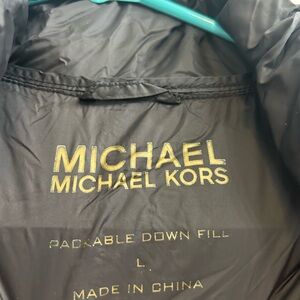 MICHAEL
MICHAEL KORS
PACKABLE DOWN FILL
L
MADE IN CHINA